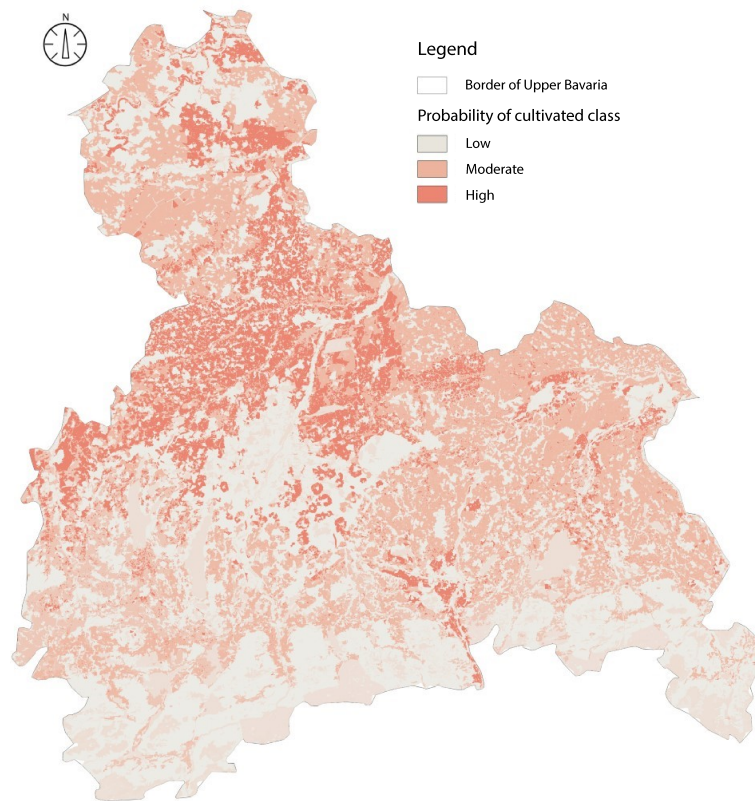 N
Legend
Border of Upper Bavaria
Probability of cultivated class
Low
Moderate
High